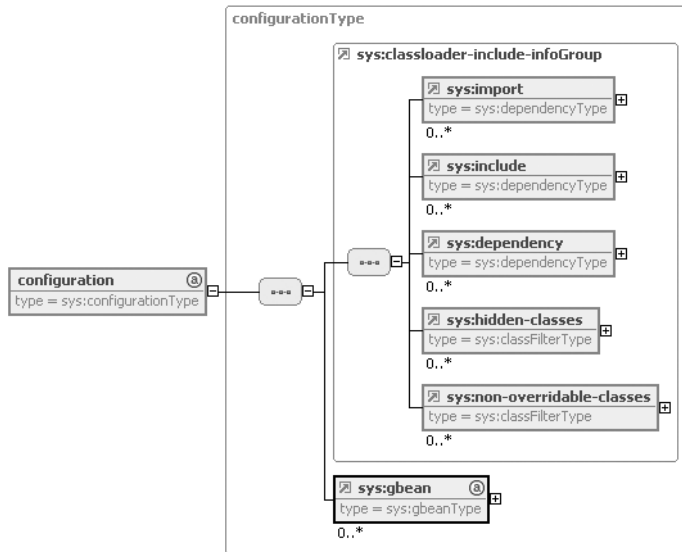 configurationType
sys:classloader-include-infoGroup
sys:import
type = sys:dependencyType
0..*
sys:include
type = sys:dependencyType
0..*
sys:dependency
type = sys:dependencyType
0..*
configuration a
type = sys:configurationType
sys:hidden-classes
type = sys:classFilterType
0..*
sys:non-overridable-classes
type = sys:classFilterType
0..*
sys:gbean a
type = sys:gbeanType
0..*